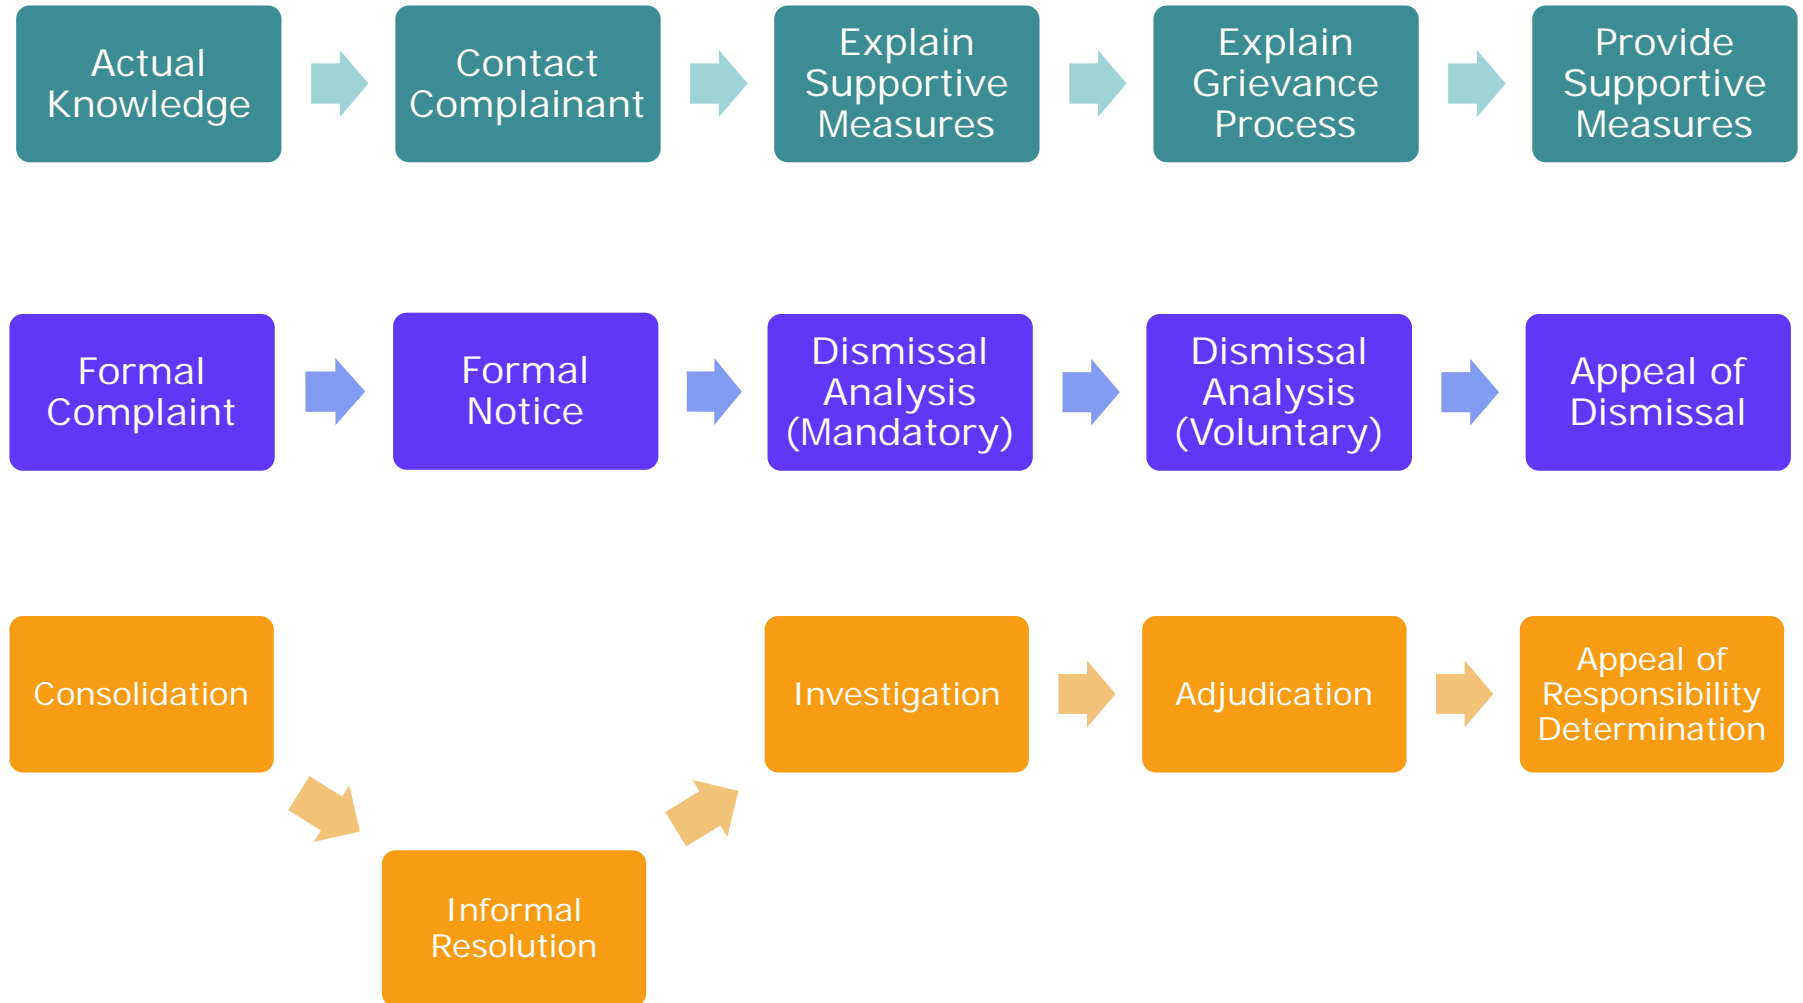 Actual
Knowledge
Contact
Complainant
Explain
Supportive
Measures
Explain
Grievance
Process
Provide
Supportive
Measures
Formal
Complaint
Formal
Notice
Dismissal
Analysis
(Mandatory)
Dismissal
Analysis
(Voluntary)
Appeal of
Dismissal
Consolidation
Informal
Resolution
Investigation
Adjudication
Appeal of
Responsibility
Determination